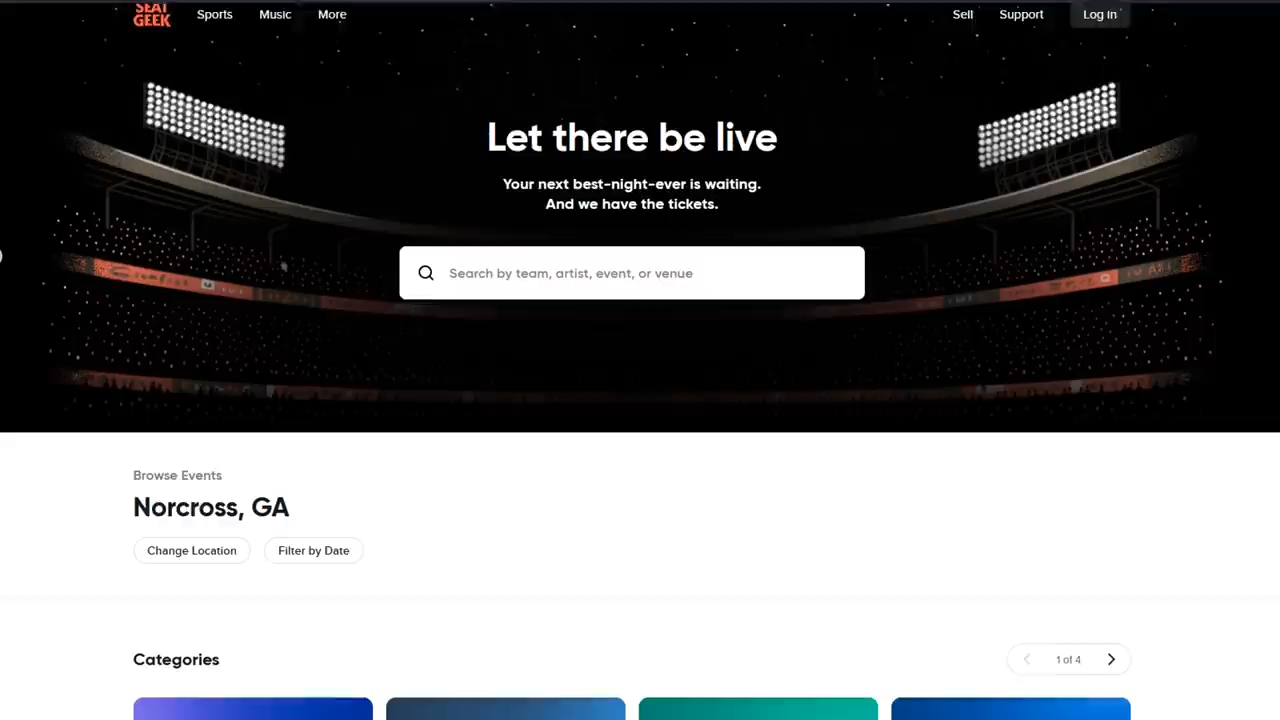 SEAT
GEEK
Sports
Music
More
Sell
Support
Log in
Let there be live
Your next best-night-ever is waiting.
And we have the tickets.
Search by team, artist, event, or venue
Browse Events
Norcross, GA
Change Location
Filter by Date
Categories
1 of 4